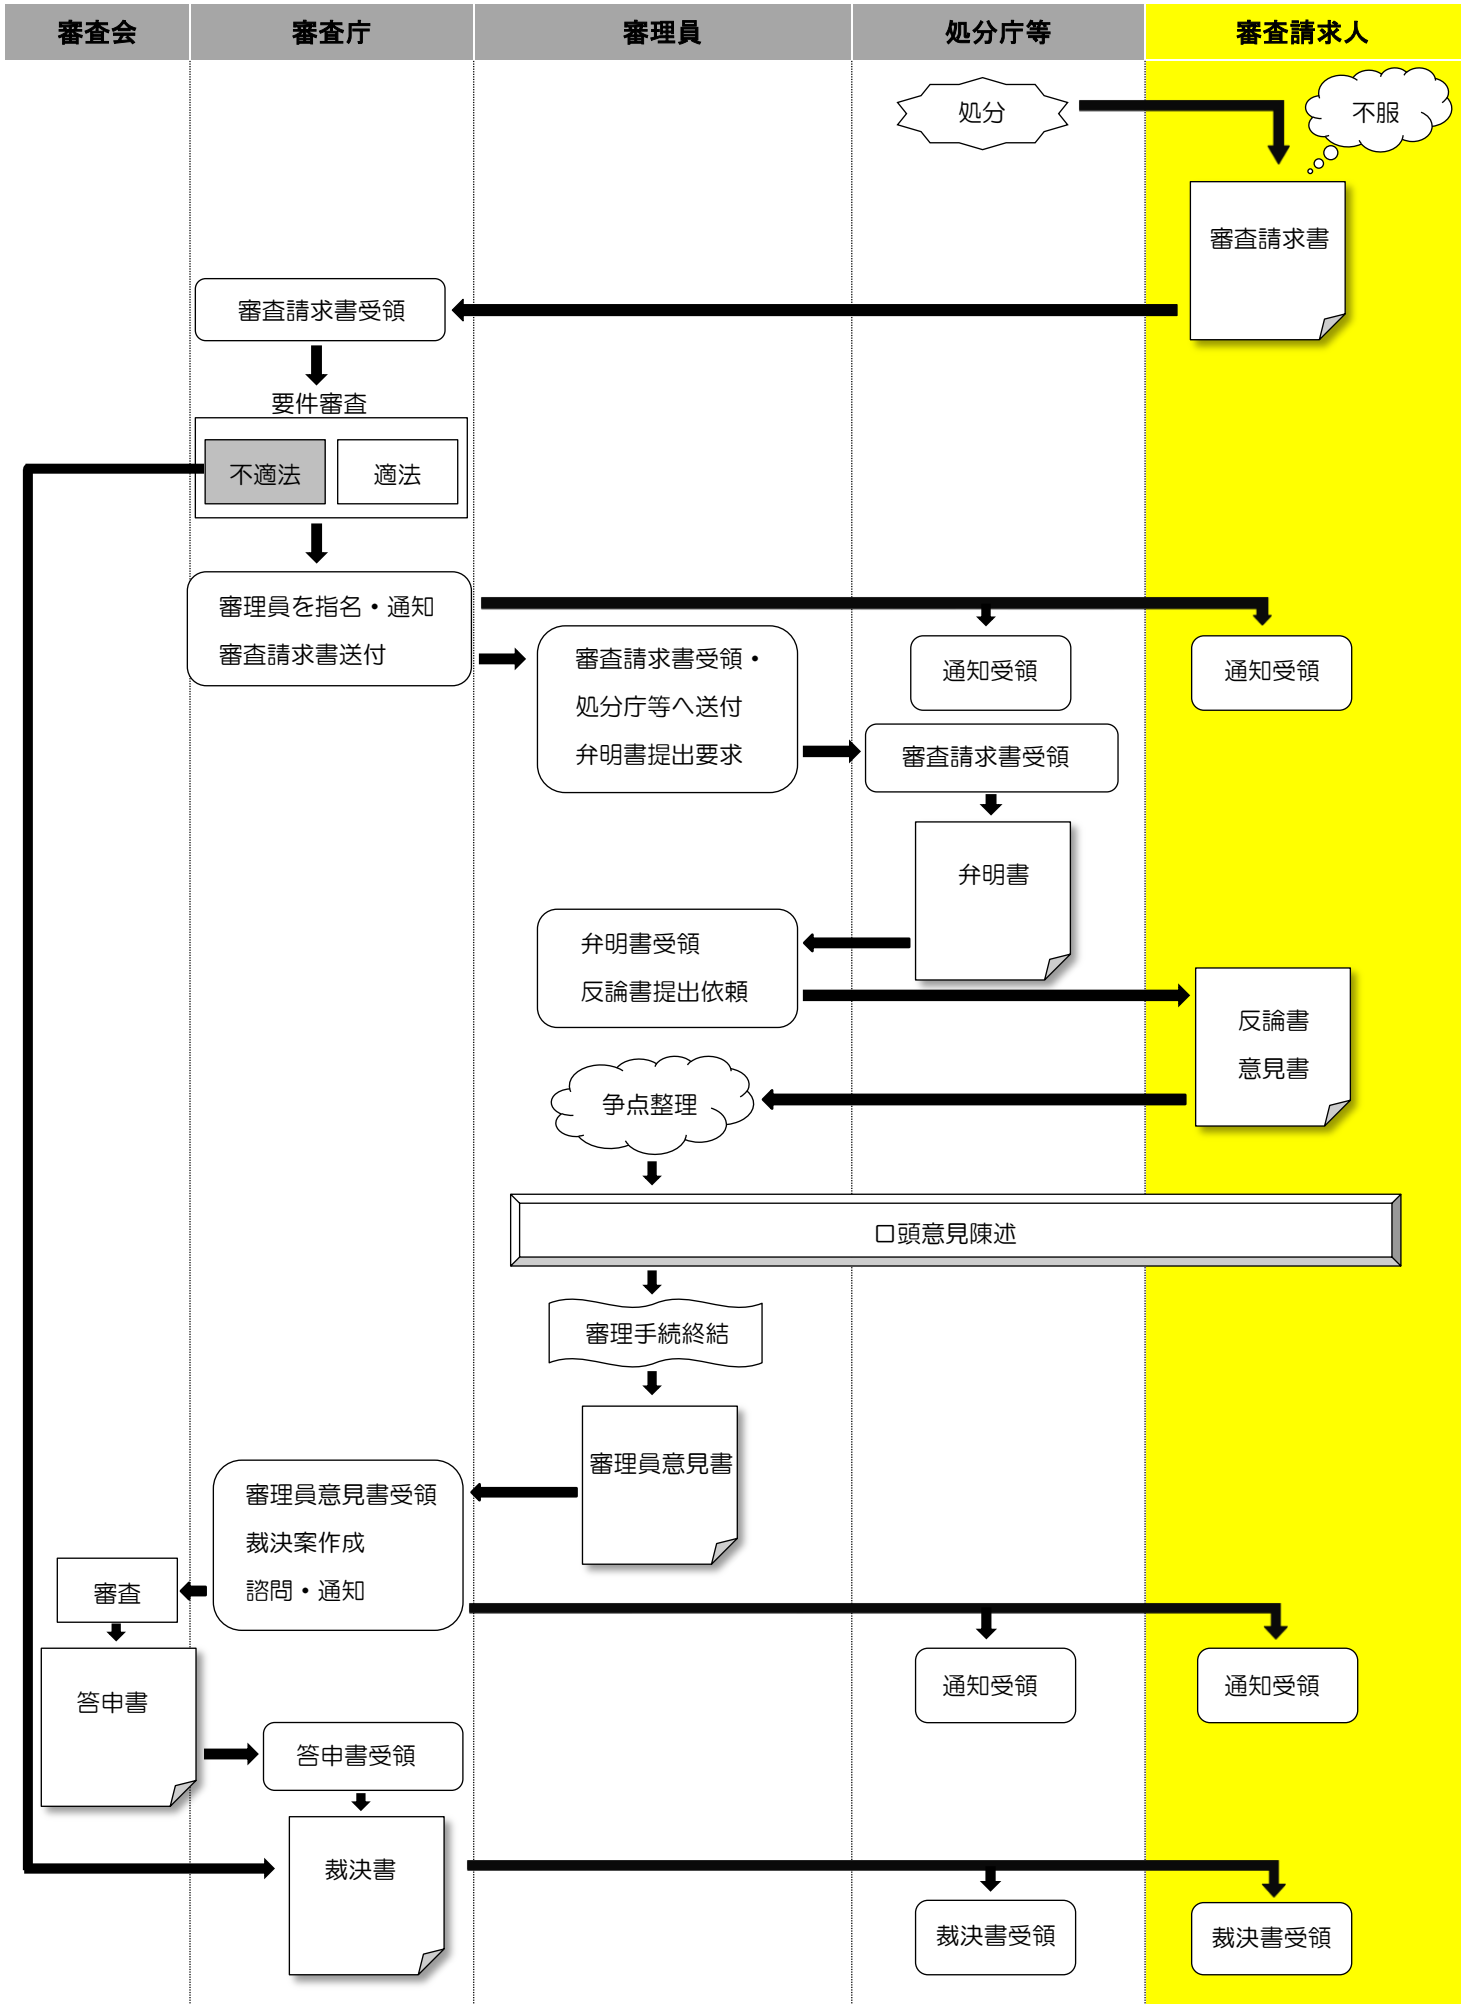 審査会
審査庁
審理員
処分庁等
審査請求人
処分
不服
審査請求書
審査請求書受領
要件審査
不適法
適法
審理員を指名・通知
審査請求書送付
審査請求書受領・
処分庁等へ送付
弁明書提出要求
通知受領
通知受領
審査請求書受領
弁明書
弁明書受領
反論書提出依頼
反論書
意見書
争点整理
口頭意見陳述
審理手続終結
審理員意見書
審理員意見書受領
裁決案作成
諮問・通知
審査
通知受領
通知受領
答申書
答申書受領
裁決書
裁決書受領
裁決書受領